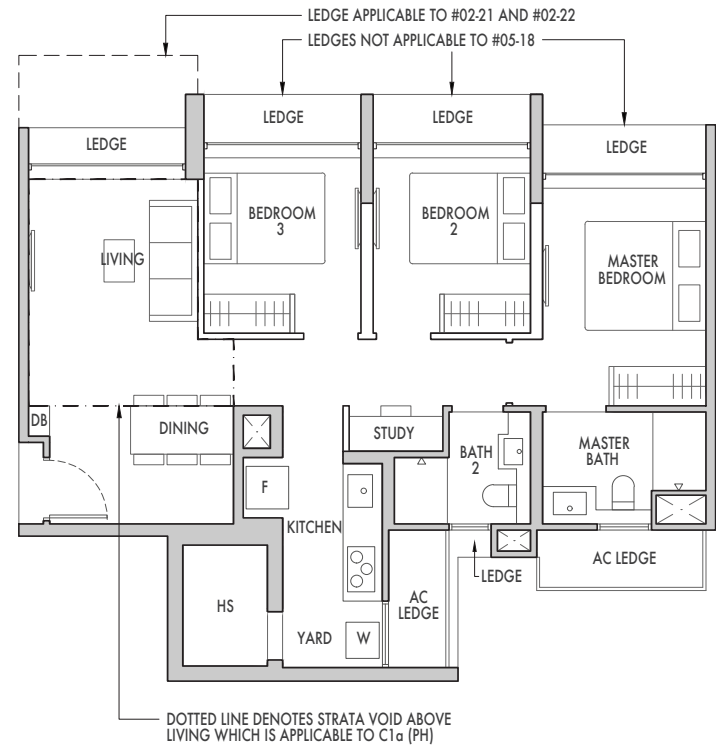 LEDGE APPLICABLE TO #02-21 AND #02-22
LEDGES NOT APPLICABLE TO #05-18
LEDGE
LEDGE
LEDGE
LEDGE
BEDROOM
3
BEDROOM
2
LIVING
MASTER
BEDROOM
DB
DINING
STUDY
BATH
2
MASTER
BATH
F
KITCHEN
LEDGE
AC LEDGE
HS
AC
LEDGE
YARD
W
DOTTED LINE DENOTES STRATA VOID ABOVE
LIVING WHICH IS APPLICABLE TO C1a (PH)